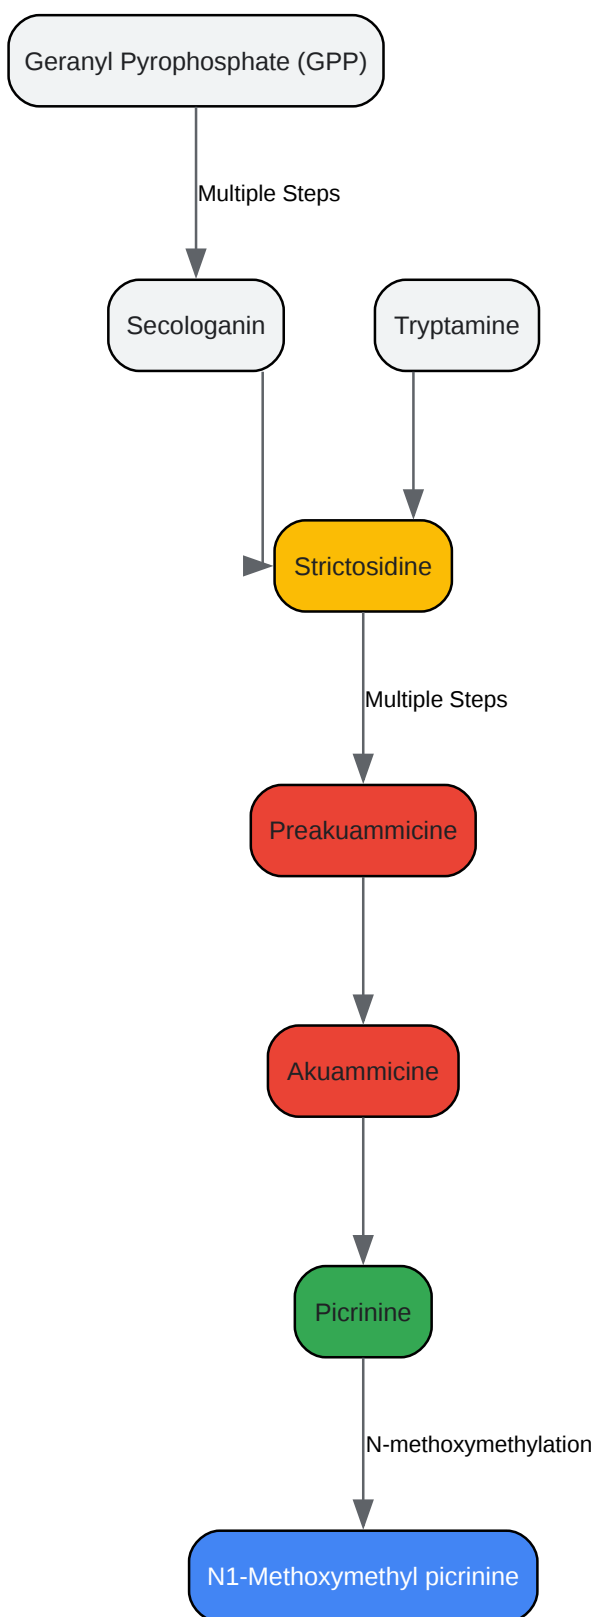 Geranyl Pyrophosphate (GPP)
Multiple Steps
Secologanin
Tryptamine
Strictosidine
Multiple Steps
Preakuammicine
Akuammicine
Picrinine
N-methoxymethylation
N1-Methoxymethyl picrinine